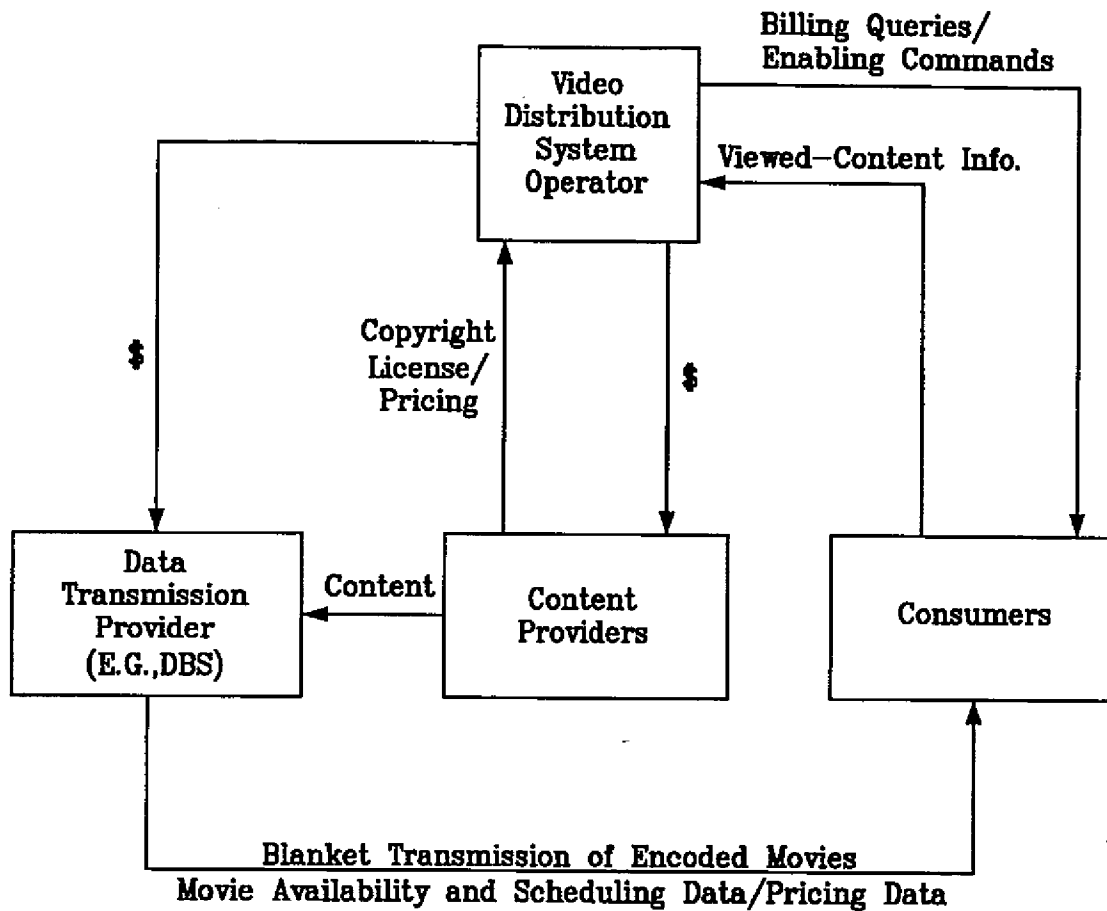 Billing Queries/
Enabling Commands
Video
Distribution
System
Operator
Viewed-Content Info.
Copyright
License/
Pricing
$
$
Data
Transmission
Provider
(E.G.,DBS)
Content
Content
Providers
Consumers
Blanket Transmission of Encoded Movies
Movie Availability and Scheduling Data/Pricing Data